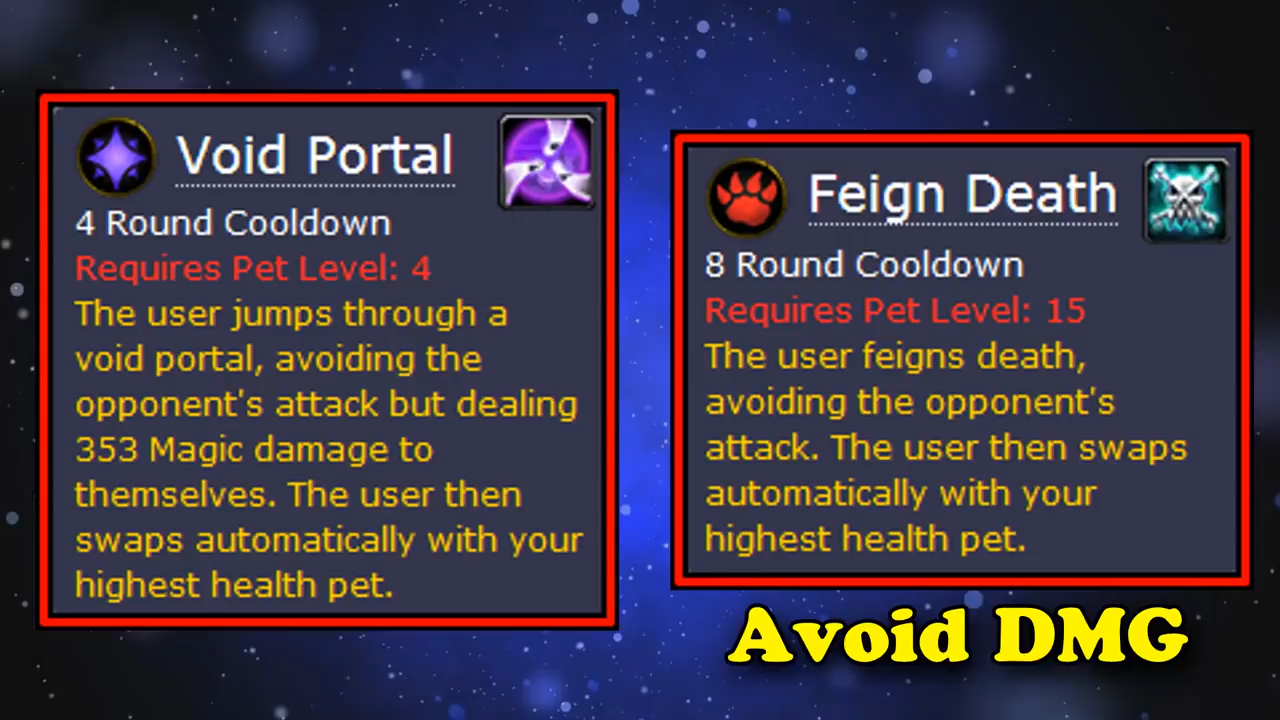 Void Portal
4 Round Cooldown
Requires Pet Level: 4
The user jumps through a
void portal, avoiding the
opponent's attack but dealing
353 Magic damage to
themselves. The user then
swaps automatically with your
highest health pet.
Feign Death
8 Round Cooldown
Requires Pet Level: 15
The user feigns death,
avoiding the opponent's
attack. The user then swaps
automatically with your
highest health pet.
Avoid DMG